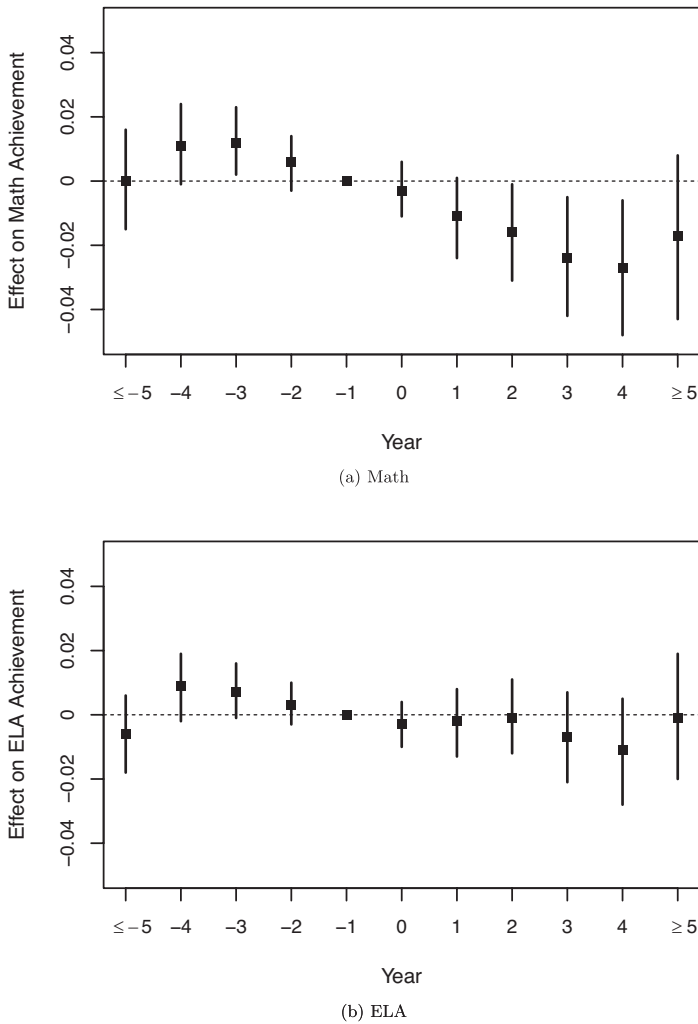 Effect on Math Achievement
0.04
0.02
0
−0.02
−0.04
≤−5 −4 −3 −2 −1 0 1 2 3 4 ≥5
Year
(a) Math
Effect on ELA Achievement
0.04
0.02
0
−0.02
−0.04
≤−5 −4 −3 −2 −1 0 1 2 3 4 ≥5
Year
(b) ELA